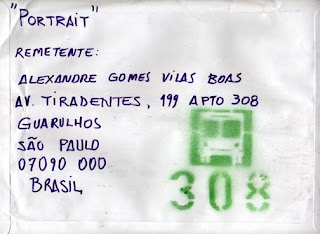 "PORTRAIT"
REMETENTE:
ALEXANDRE GOMES VILAS BOAS
AV. TIRADENTES, 199 APTO 308
GUARULHOS
SÃO PAULO
07090 000
BRASIL
308